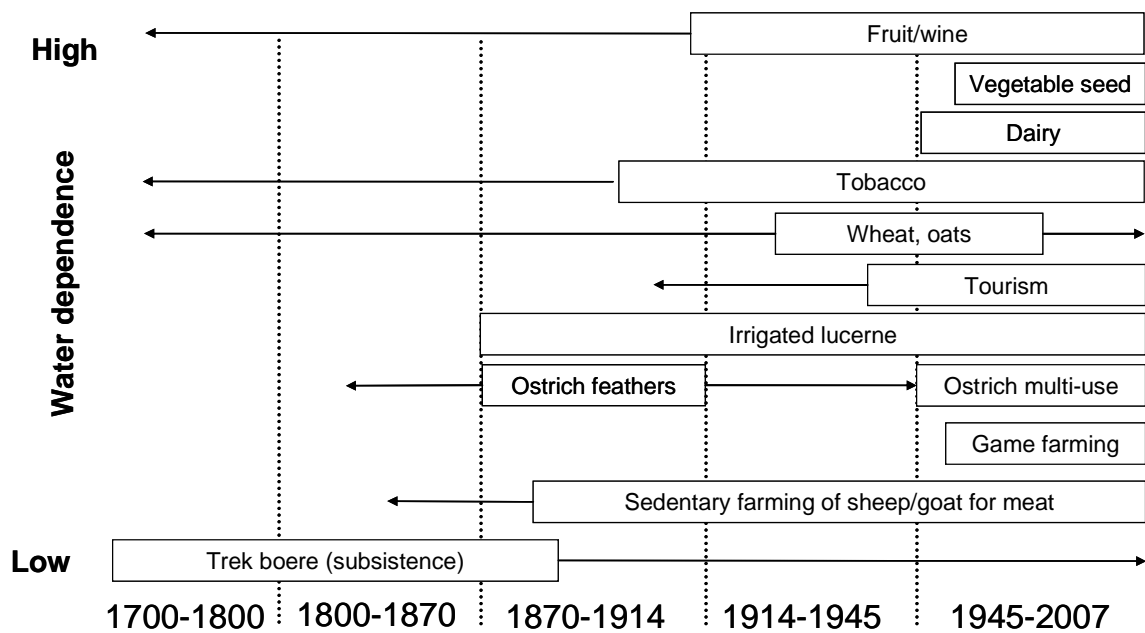 Fruit/wine
High
Vegetable seed
Dairy
Tobacco
Wheat, oats
Tourism
Irrigated lucerne
Ostrich feathers
Ostrich multi-use
Game farming
Sedentary farming of sheep/goat for meat
Trek boere (subsistence)
Low
Water dependence
1700-1800
1800-1870
1870-1914
1914-1945
1945-2007